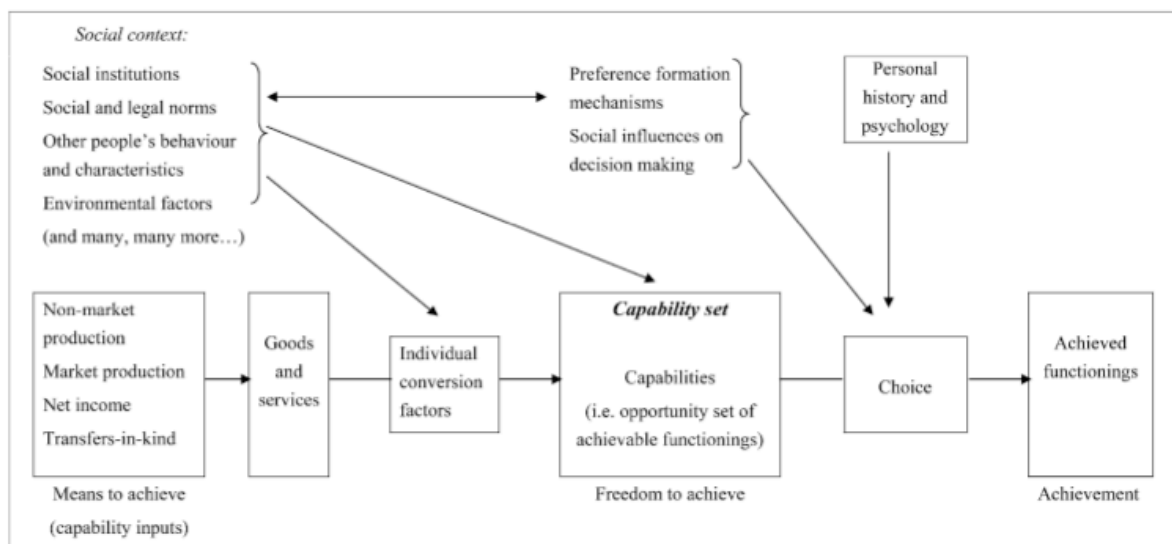 Social context:
Social institutions
Social and legal norms
Other people's behaviour
and characteristics
Environmental factors
(and many, many more…)
Preference formation
mechanisms
Social influences on
decision making
Personal
history and
psychology
Non-market
production
Market production
Net income
Transfers-in-kind
Means to achieve
(capability inputs)
Goods
and
services
Individual
conversion
factors
Capability set
Capabilities
(i.e. opportunity set of
achievable functionings)
Freedom to achieve
Choice
Achieved
functionings
Achievement